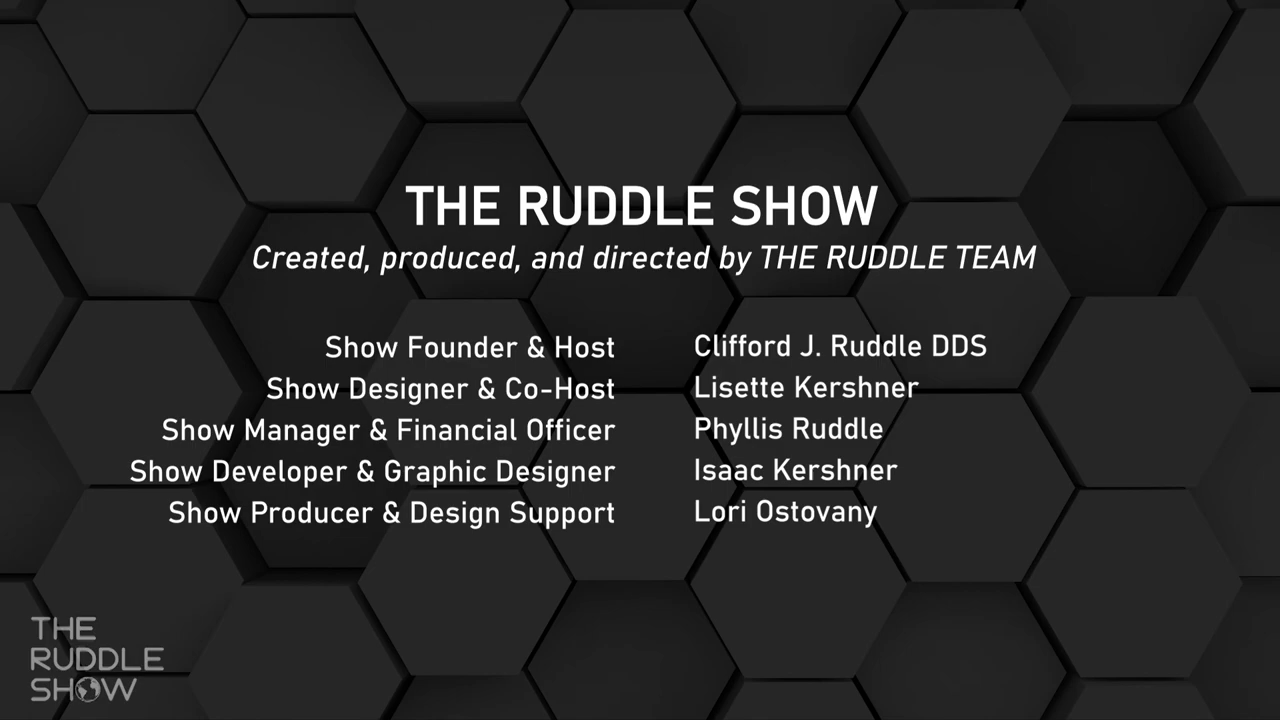 THE RUDDLE SHOW
Created, produced, and directed by THE RUDDLE TEAM
Show Founder & Host Clifford J. Ruddle DDS
Show Designer & Co-Host Lisette Kershner
Show Manager & Financial Officer Phyllis Ruddle
Show Developer & Graphic Designer Isaac Kershner
Show Producer & Design Support Lori Ostovany
THE
RUDDLE
SHOW